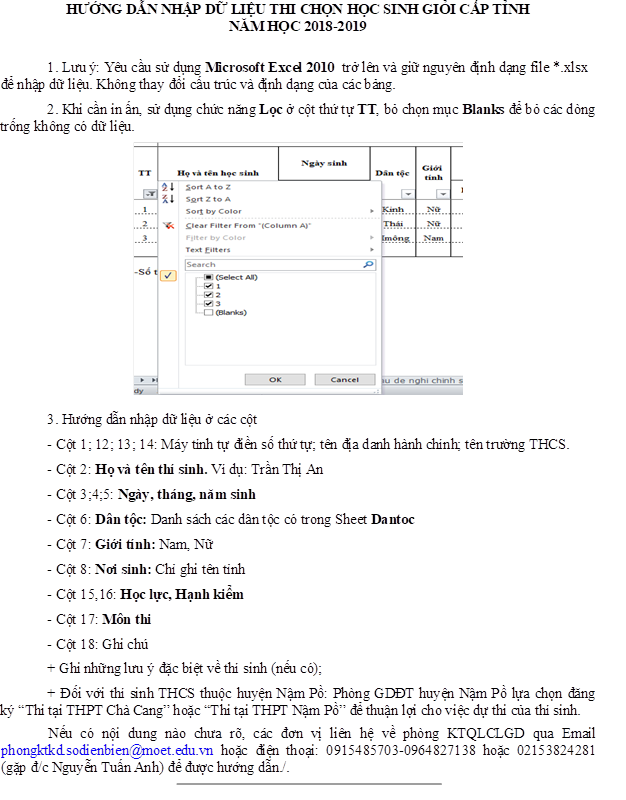 HƯỚNG DẪN NHẬP DỮ LIỆU THI CHỌN HỌC SINH GIỎI CẤP TỈNH
NĂM HỌC 2018-2019
1. Lưu ý: Yêu cầu sử dụng Microsoft Excel 2010 trở lên và giữ nguyên định dạng file *.xlsx
để nhập dữ liệu. Không thay đổi cấu trúc và định dạng của các bảng.
2. Khi cần in ấn, sử dụng chức năng Lọc ở cột thứ tự TT, bỏ chọn mục Blanks để bỏ các dòng
trống không có dữ liệu.
TT Họ và tên học sinh Ngày sinh Dân tộc Giới
tính
Sort A to Z
Sort Z to A
1 Sort by Color Kinh Nữ
2 Clear Filter From "(Column A)" Thái Nữ
3 Filter by Color Mông Nam
Text Filters
Search
-Số t (Select All)
1
2
3
(Blanks)
OK Cancel
au de nghi chinh s
dy
3. Hướng dẫn nhập dữ liệu ở các cột
- Cột 1; 12; 13; 14: Máy tính tự điền số thứ tự; tên địa danh hành chính; tên trường THCS.
- Cột 2: Họ và tên thí sinh. Ví dụ: Trần Thị An
- Cột 3;4;5: Ngày, tháng, năm sinh
- Cột 6: Dân tộc: Danh sách các dân tộc có trong Sheet Dantoc
- Cột 7: Giới tính: Nam, Nữ
- Cột 8: Nơi sinh: Chỉ ghi tên tỉnh
- Cột 15,16: Học lực, Hạnh kiểm
- Cột 17: Môn thi
- Cột 18: Ghi chú
+ Ghi những lưu ý đặc biệt về thí sinh (nếu có);
+ Đối với thí sinh THCS thuộc huyện Nậm Pồ: Phòng GDĐT huyện Nậm Pồ lựa chọn đăng
ký “Thi tại THPT Chà Cang” hoặc “Thi tại THPT Nậm Pồ” để thuận lợi cho việc dự thi của thí sinh.
Nếu có nội dung nào chưa rõ, các đơn vị liên hệ về phòng KTQLCLGD qua Email
phongktkd.sodienbien@moet.edu.vn hoặc điện thoại: 0915485703-0964827138 hoặc 02153824281
(gặp đ/c Nguyễn Tuấn Anh) để được hướng dẫn./.